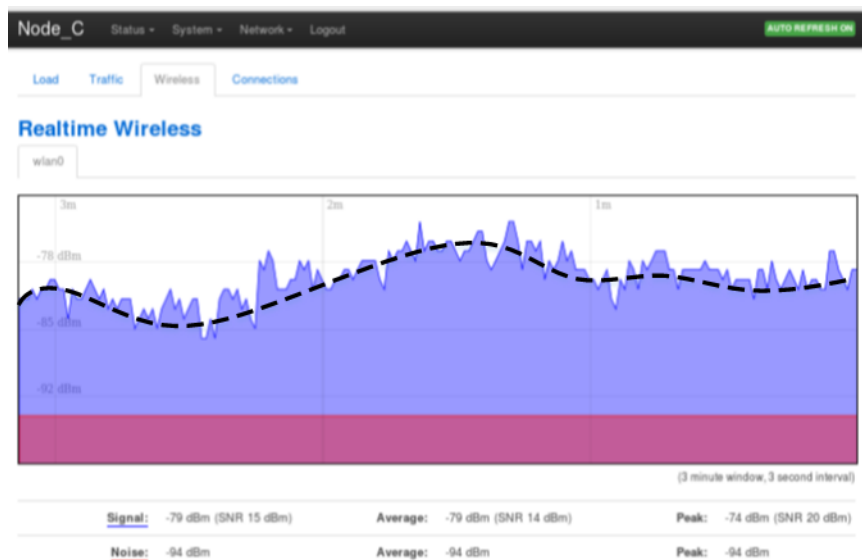 Node_C Status System Network Logout AUTO REFRESH ON
Load Traffic Wireless Connections
Realtime Wireless
wlan0
3m 2m 1m
-78 dBm
-85 dBm
-92 dBm
(3 minute window, 3 second interval)
Signal: -79 dBm (SNR 15 dBm) Average: -79 dBm (SNR 14 dBm) Peak: -74 dBm (SNR 20 dBm)
Noise: -94 dBm Average: -94 dBm Peak: -94 dBm